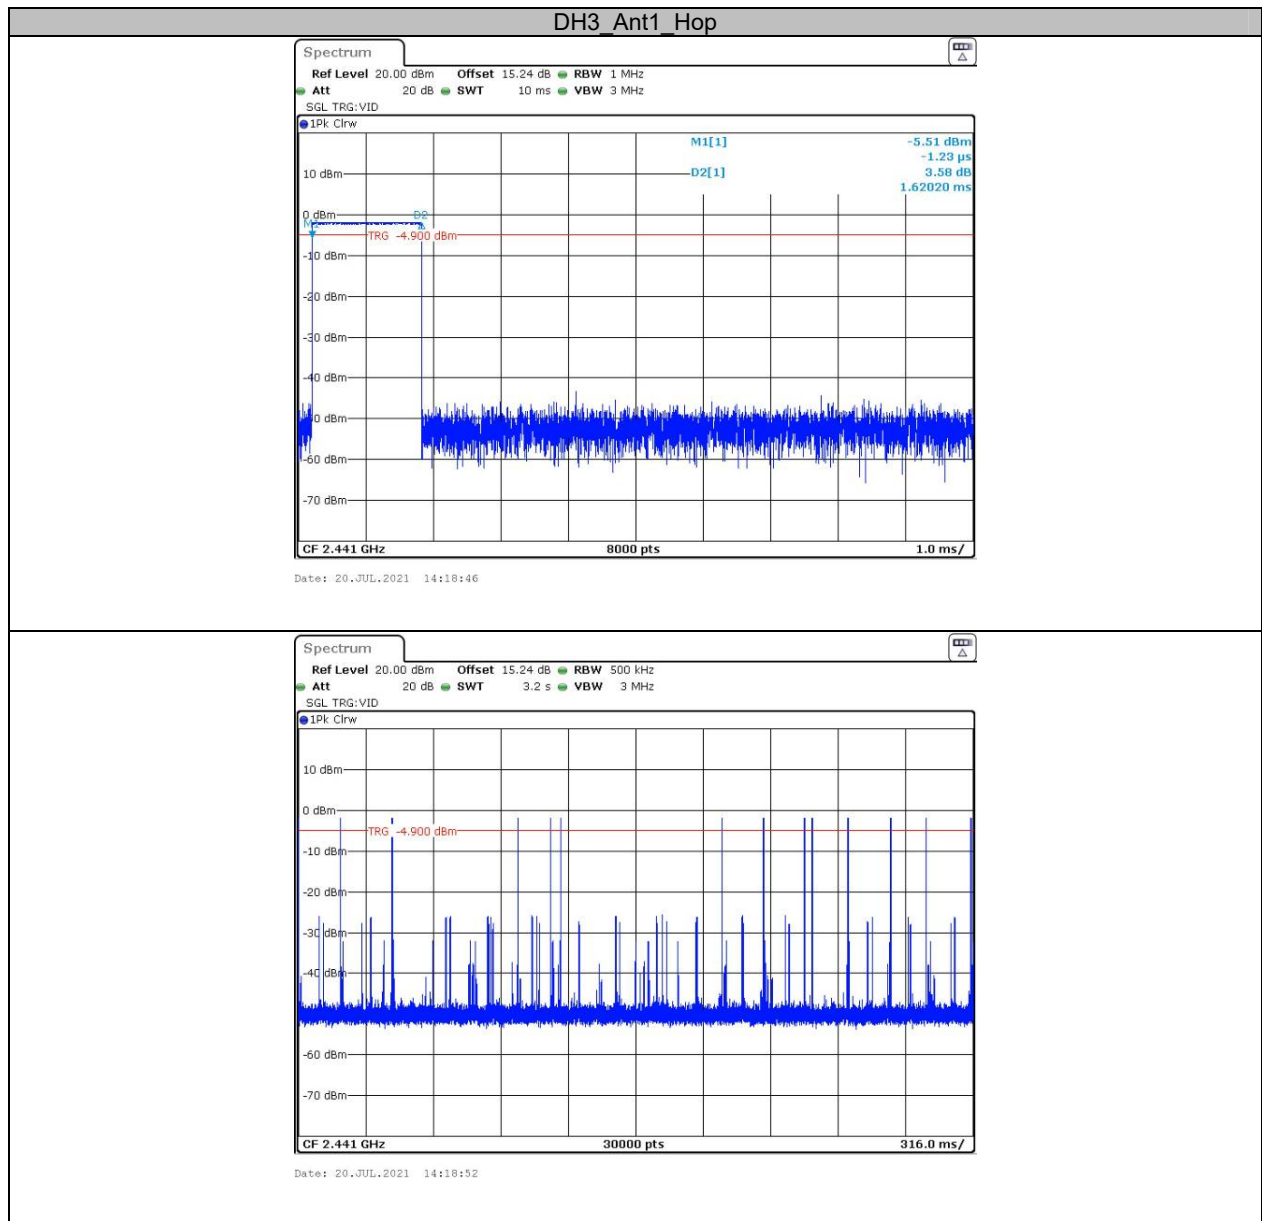 DH3_Ant1_Hop
Spectrum
Ref Level 20.00 dBm Offset 15.24 dB RBW 1 MHz
Att 20 dB SWT 10 ms VBW 3 MHz
SGL TRG:VID
1Pk Clrw
M1[1] -5.51 dBm
-1.23 µs
10 dBm D2[1] 3.58 dB
1.62020 ms
0 dBm
M1 D2
TRG -4.900 dBm
-10 dBm
-20 dBm
-30 dBm
-40 dBm
-50 dBm
-60 dBm
-70 dBm
CF 2.441 GHz 8000 pts 1.0 ms/
Date: 20.JUL.2021 14:18:46
Spectrum
Ref Level 20.00 dBm Offset 15.24 dB RBW 500 kHz
Att 20 dB SWT 3.2 s VBW 3 MHz
SGL TRG:VID
1Pk Clrw
10 dBm
0 dBm
TRG -4.900 dBm
-10 dBm
-20 dBm
-30 dBm
-40 dBm
-60 dBm
-70 dBm
CF 2.441 GHz 30000 pts 316.0 ms/
Date: 20.JUL.2021 14:18:52